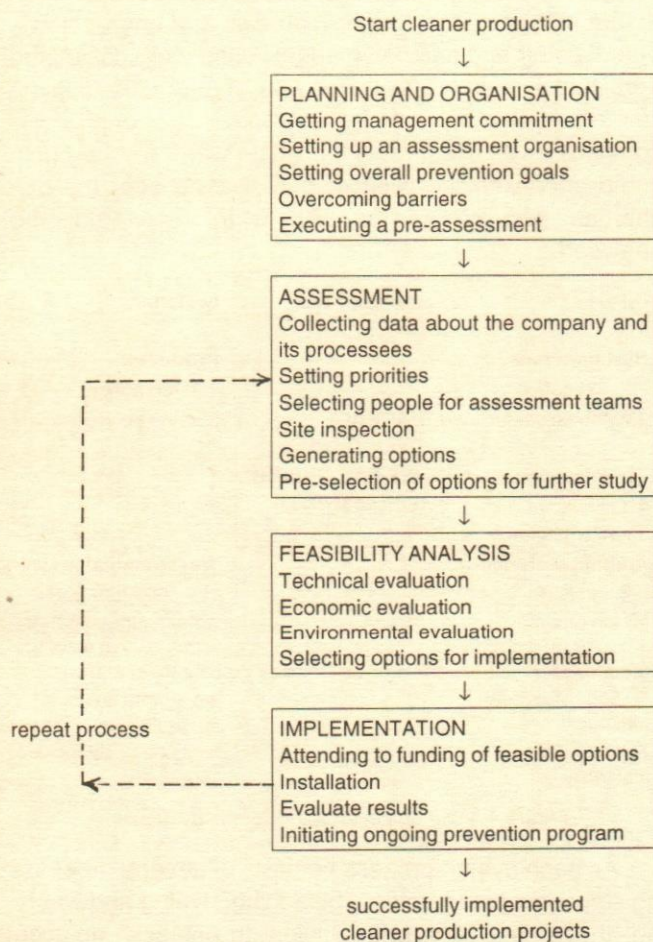 Start cleaner production
↓
PLANNING AND ORGANISATION
Getting management commitment
Setting up an assessment organisation
Setting overall prevention goals
Overcoming barriers
Executing a pre-assessment
↓
ASSESSMENT
Collecting data about the company and
its processees
Setting priorities
Selecting people for assessment teams
Site inspection
Generating options
Pre-selection of options for further study
↓
FEASIBILITY ANALYSIS
Technical evaluation
Economic evaluation
Environmental evaluation
Selecting options for implementation
↓
repeat process
IMPLEMENTATION
Attending to funding of feasible options
Installation
Evaluate results
Initiating ongoing prevention program
↓
successfully implemented
cleaner production projects